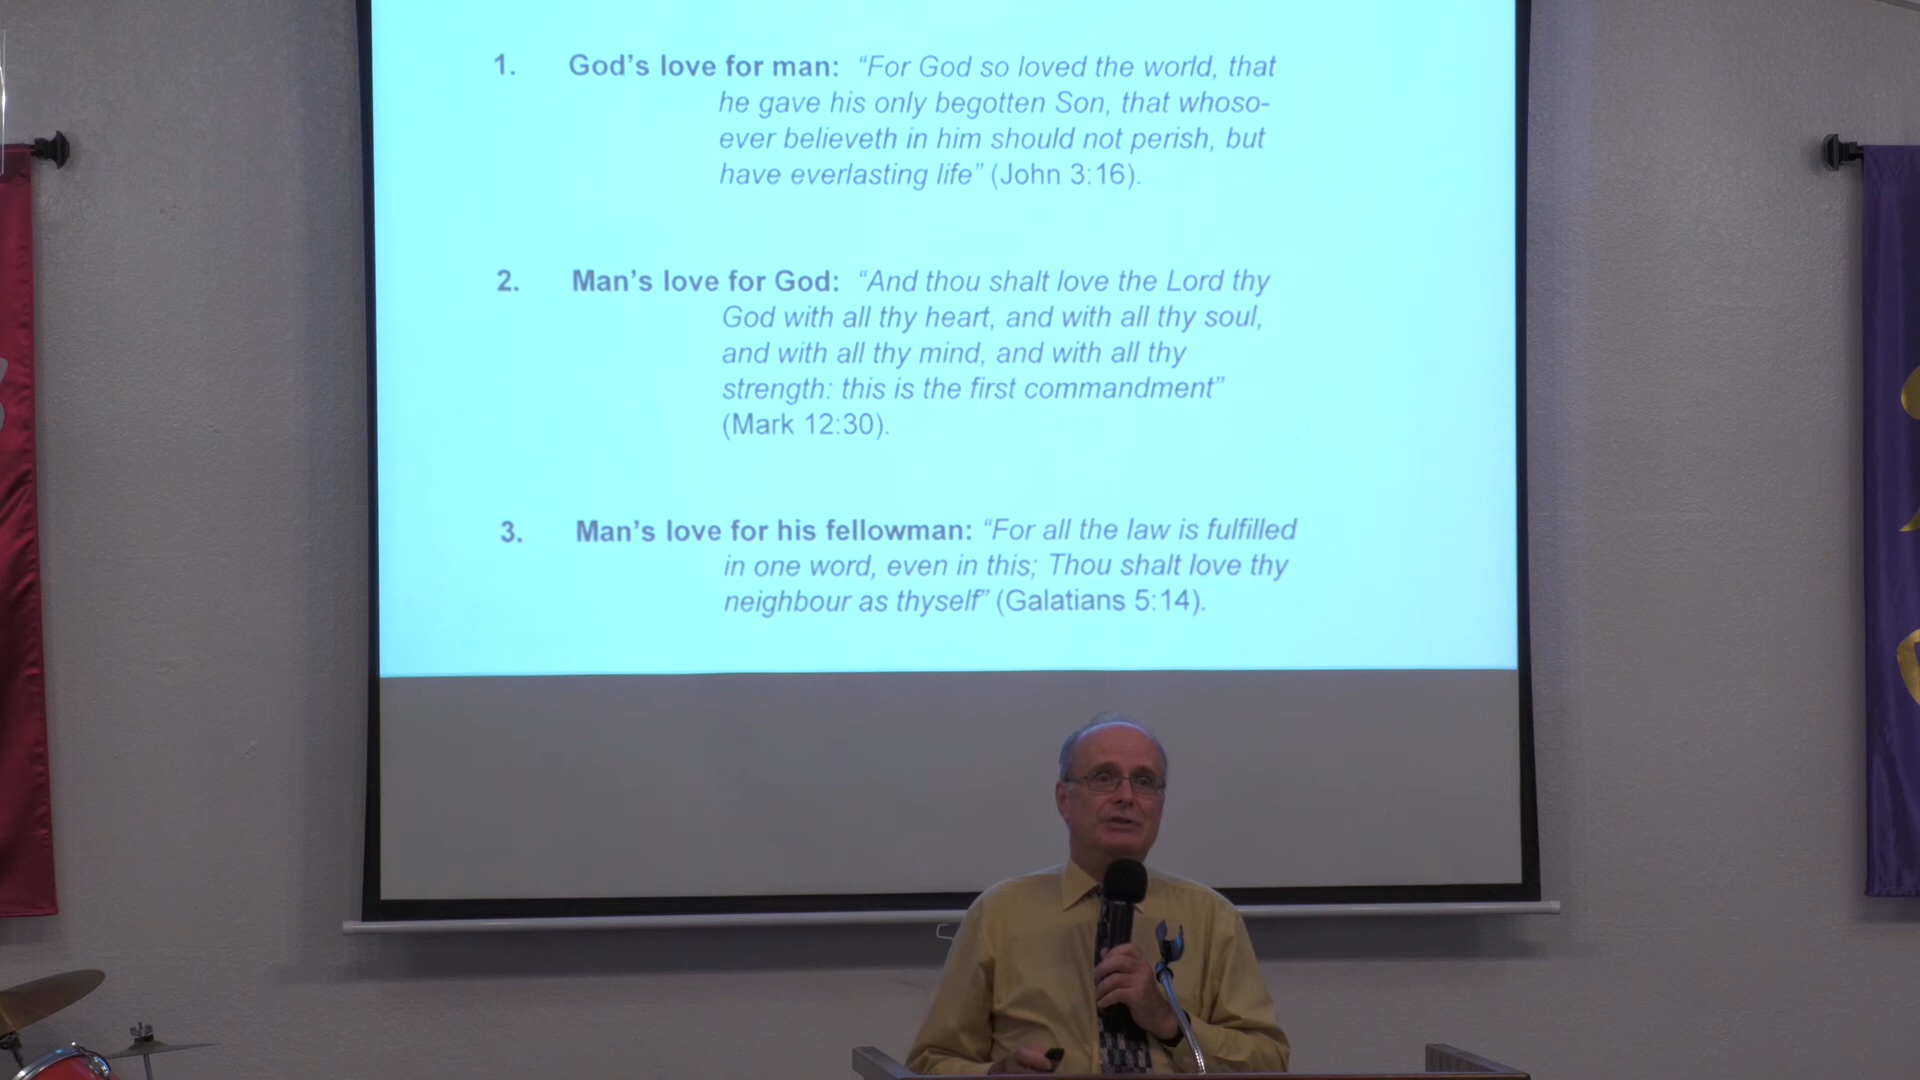 1. God’s love for man: “For God so loved the world, that
he gave his only begotten Son, that whoso-
ever believeth in him should not perish, but
have everlasting life” (John 3:16).
2. Man’s love for God: “And thou shalt love the Lord thy
God with all thy heart, and with all thy soul,
and with all thy mind, and with all thy
strength: this is the first commandment”
(Mark 12:30).
3. Man’s love for his fellowman: “For all the law is fulfilled
in one word, even in this; Thou shalt love thy
neighbour as thyself” (Galatians 5:14).